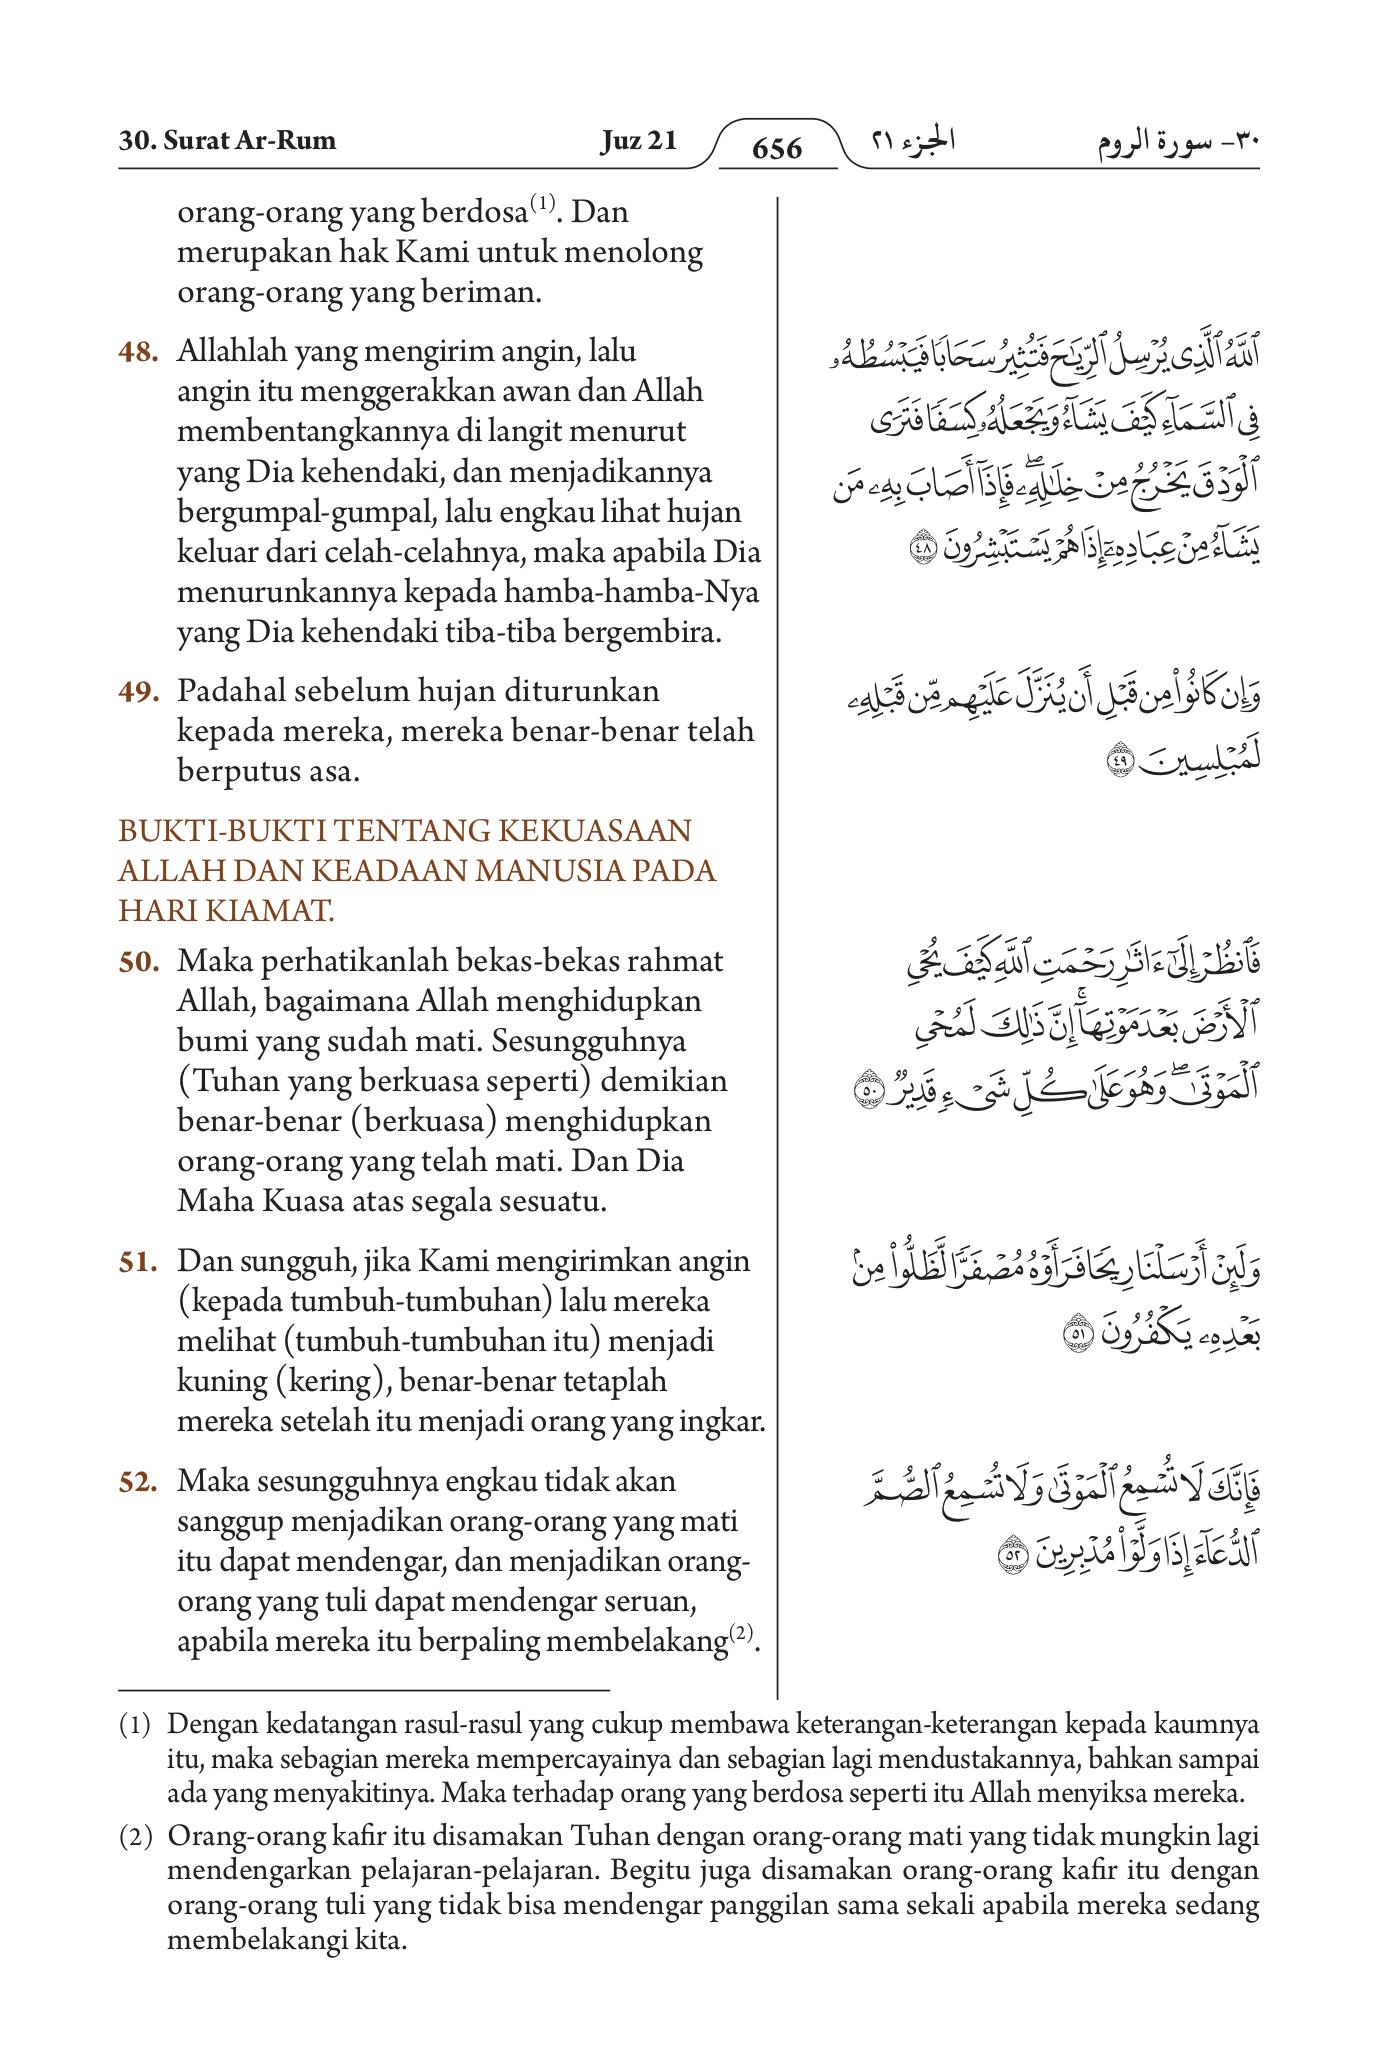 30. Surat Ar-Rum
Juz 21
656
الجزء ٢١
٣٠- سورة الروم
orang-orang yang berdosa(1). Dan
merupakan hak Kami untuk menolong
orang-orang yang beriman.
48. Allahlah yang mengirim angin, lalu
angin itu menggerakkan awan dan Allah
membentangkannya di langit menurut
yang Dia kehendaki, dan menjadikannya
bergumpal-gumpal, lalu engkau lihat hujan
keluar dari celah-celahnya, maka apabila Dia
menurunkannya kepada hamba-hamba-Nya
yang Dia kehendaki tiba-tiba bergembira.
49. Padahal sebelum hujan diturunkan
kepada mereka, mereka benar-benar telah
berputus asa.
BUKTI-BUKTI TENTANG KEKUASAAN
ALLAH DAN KEADAAN MANUSIA PADA
HARI KIAMAT.
50. Maka perhatikanlah bekas-bekas rahmat
Allah, bagaimana Allah menghidupkan
bumi yang sudah mati. Sesungguhnya
(Tuhan yang berkuasa seperti) demikian
benar-benar (berkuasa) menghidupkan
orang-orang yang telah mati. Dan Dia
Maha Kuasa atas segala sesuatu.
51. Dan sungguh, jika Kami mengirimkan angin
(kepada tumbuh-tumbuhan) lalu mereka
melihat (tumbuh-tumbuhan itu) menjadi
kuning (kering), benar-benar tetaplah
mereka setelah itu menjadi orang yang ingkar.
52. Maka sesungguhnya engkau tidak akan
sanggup menjadikan orang-orang yang mati
itu dapat mendengar, dan menjadikan orang-
orang yang tuli dapat mendengar seruan,
apabila mereka itu berpaling membelakang(2).
ٱللَّهُ ٱلَّذِى يُرْسِلُ ٱلرِّيَٰحَ فَتُثِيرُ سَحَابًا فَيَبْسُطُهُۥ
فِى ٱلسَّمَآءِ كَيْفَ يَشَآءُ وَيَجْعَلُهُۥ كِسَفًا فَتَرَى
ٱلْوَدْقَ يَخْرُجُ مِنْ خِلَٰلِهِۦ ۖ فَإِذَآ أَصَابَ بِهِۦ مَن
يَشَآءُ مِنْ عِبَادِهِۦٓ إِذَا هُمْ يَسْتَبْشِرُونَ ٤٨
وَإِن كَانُوا۟ مِن قَبْلِ أَن يُنَزَّلَ عَلَيْهِم مِّن قَبْلِهِۦ
لَمُبْلِسِينَ ٤٩
فَٱنظُرْ إِلَىٰٓ ءَاثَٰرِ رَحْمَتِ ٱللَّهِ كَيْفَ يُحْىِ
ٱلْأَرْضَ بَعْدَ مَوْتِهَآ ۚ إِنَّ ذَٰلِكَ لَمُحْىِ
ٱلْمَوْتَىٰ ۖ وَهُوَ عَلَىٰ كُلِّ شَىْءٍ قَدِيرٌ ٥٠
وَلَئِنْ أَرْسَلْنَا رِيحًا فَرَأَوْهُ مُصْفَرًّا لَّظَلُّوا۟ مِنۢ
بَعْدِهِۦ يَكْفُرُونَ ٥١
فَإِنَّكَ لَا تُسْمِعُ ٱلْمَوْتَىٰ وَلَا تُسْمِعُ ٱلصُّمَّ
ٱلدُّعَآءَ إِذَا وَلَّوْا۟ مُدْبِرِينَ ٥٢
(1) Dengan kedatangan rasul-rasul yang cukup membawa keterangan-keterangan kepada kaumnya
itu, maka sebagian mereka mempercayainya dan sebagian lagi mendustakannya, bahkan sampai
ada yang menyakitinya. Maka terhadap orang yang berdosa seperti itu Allah menyiksa mereka.
(2) Orang-orang kafir itu disamakan Tuhan dengan orang-orang mati yang tidak mungkin lagi
mendengarkan pelajaran-pelajaran. Begitu juga disamakan orang-orang kafir itu dengan
orang-orang tuli yang tidak bisa mendengar panggilan sama sekali apabila mereka sedang
membelakangi kita.